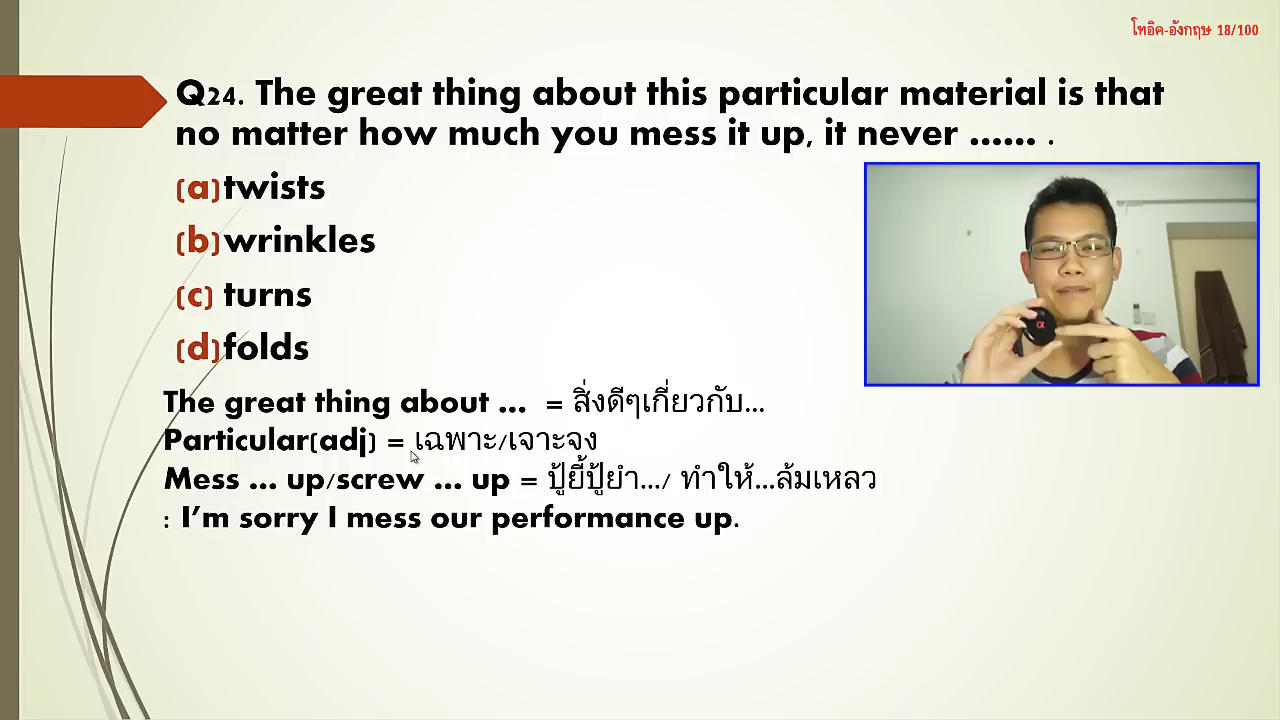 โทอิค-อังกฤษ 18/100
Q24. The great thing about this particular material is that
no matter how much you mess it up, it never …… .
(a)twists
(b)wrinkles
(c) turns
(d)folds
The great thing about … = สิ่งดีๆเกี่ยวกับ…
Particular(adj) = เฉพาะ/เจาะจง
Mess … up/screw … up = ปู้ยี้ปู้ยำ…/ ทำให้…ล้มเหลว
: I’m sorry I mess our performance up.
α